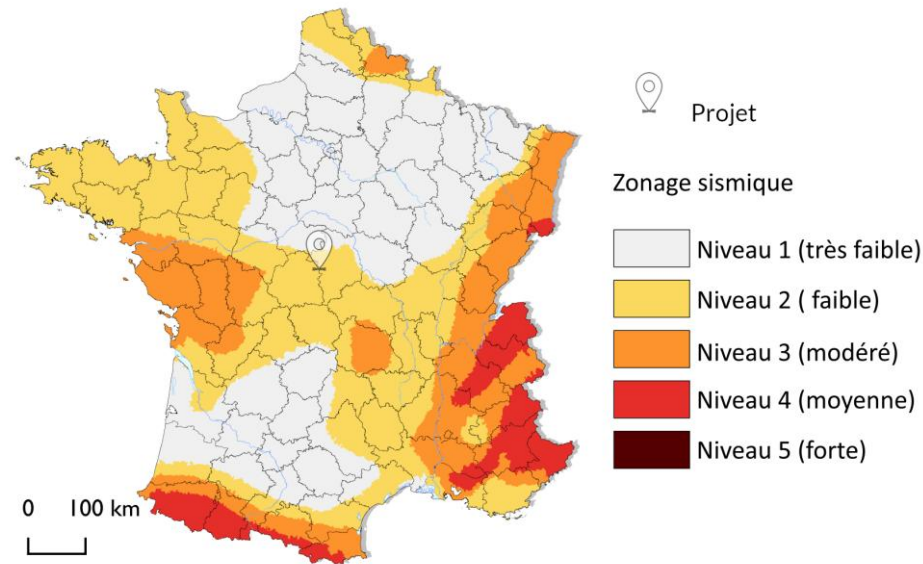 Projet
Zonage sismique
Niveau 1 (très faible)
Niveau 2 ( faible)
Niveau 3 (modéré)
Niveau 4 (moyenne)
Niveau 5 (forte)
0 100 km